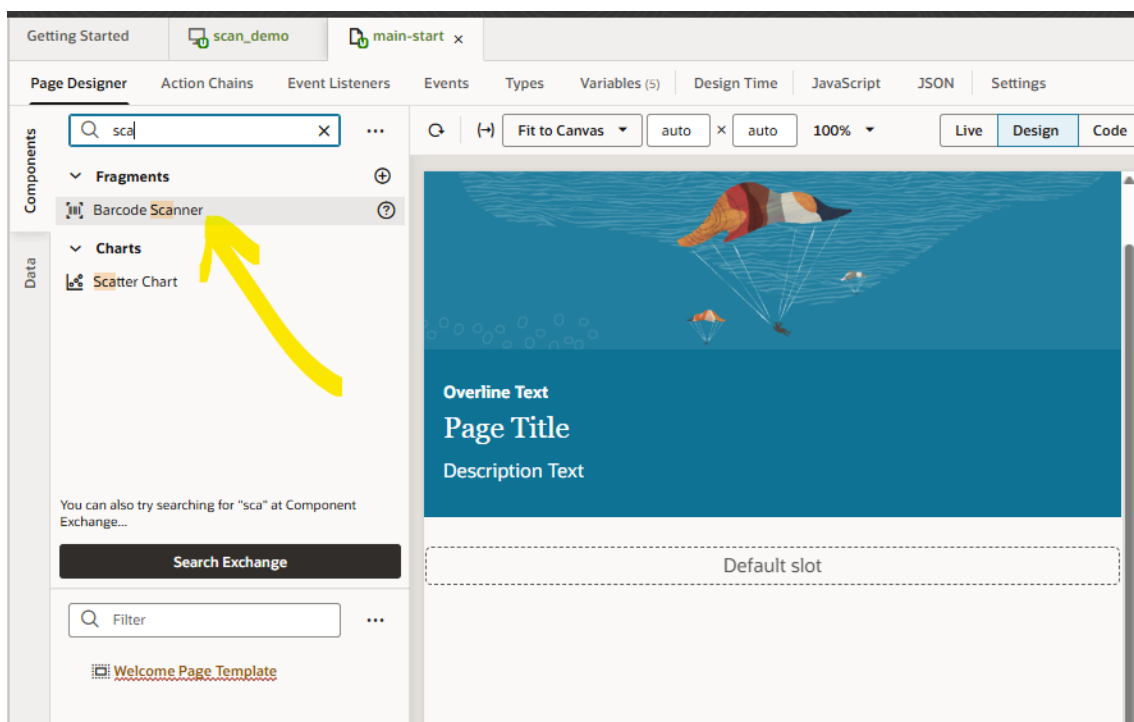 Getting Started scan_demo main-start
Page Designer Action Chains Event Listeners Events Types Variables (5) Design Time JavaScript JSON Settings
Components
Data
sca
Fit to Canvas auto × auto 100% Live Design Code
Fragments
Barcode Scanner
Charts
Scatter Chart
You can also try searching for "sca" at Component
Exchange...
Search Exchange
Filter
Welcome Page Template
Overline Text
Page Title
Description Text
Default slot